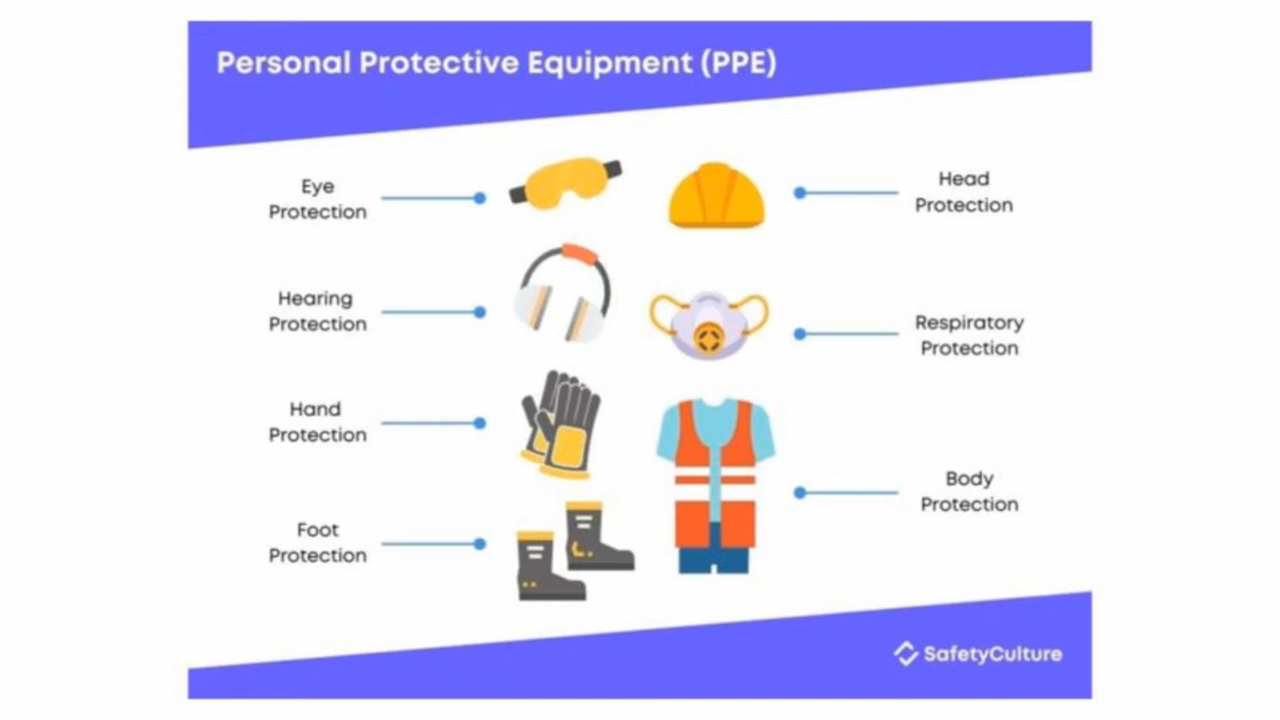 Personal Protective Equipment (PPE)
Eye
Protection
Head
Protection
Hearing
Protection
Respiratory
Protection
Hand
Protection
Body
Protection
Foot
Protection
SafetyCulture